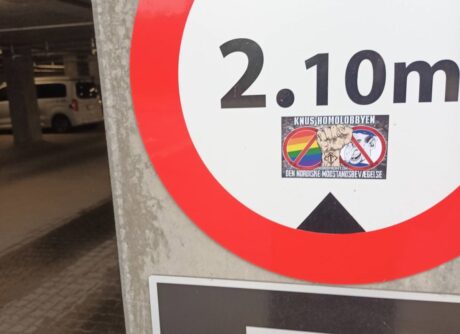 2.10m
KNUS HOMOLOBBYEN
DEN NORDISKE MODSTANDSBEVÆGELSE